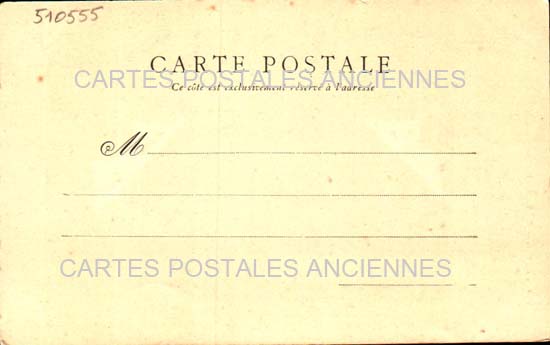 510555
CARTE POSTALE
CARTES POSTALES ANCIENNES
Ce côté est exclusivement réservé à l'adresse
M
CARTES POSTALES ANCIENNES